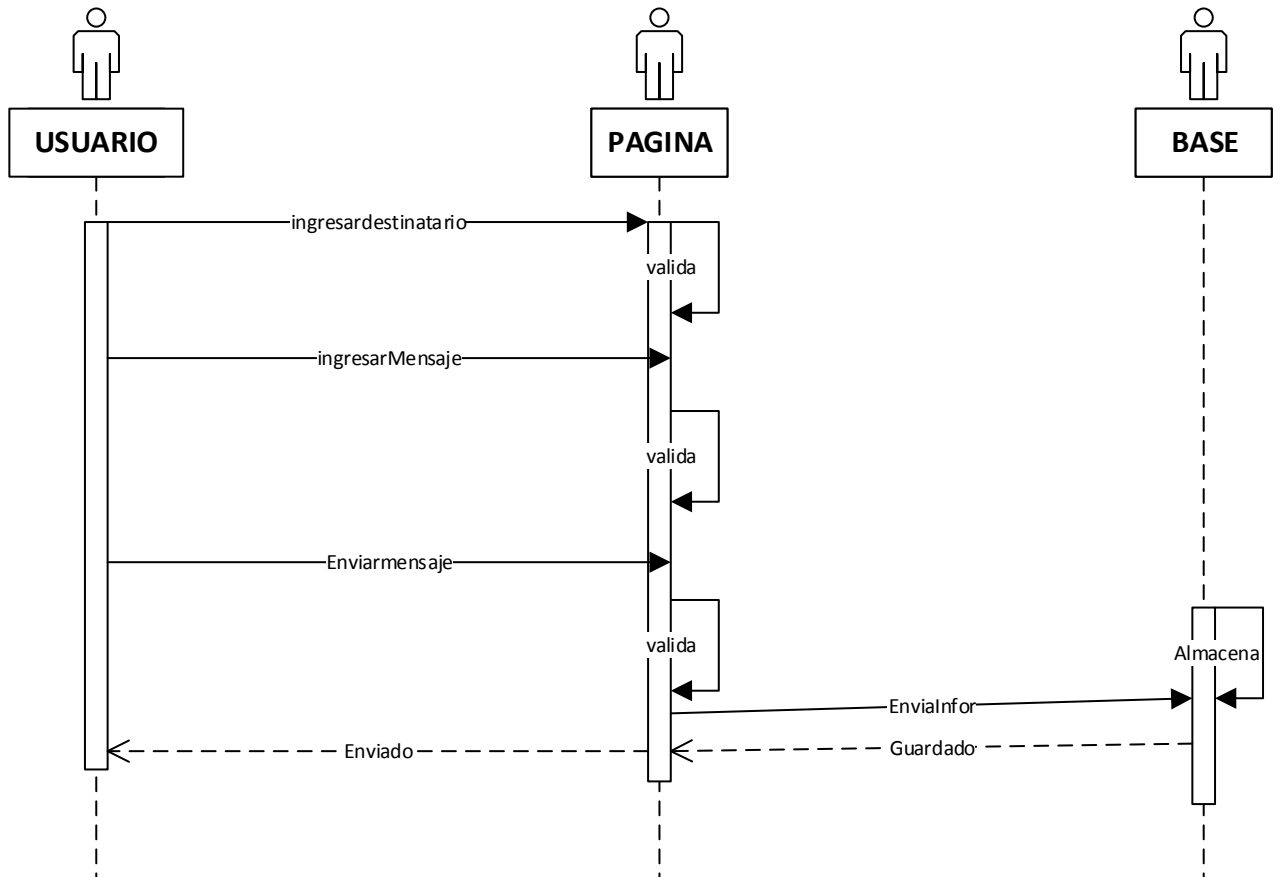 USUARIO
PAGINA
BASE
ingresardestinatario
valida
ingresarMensaje
valida
Enviarmensaje
valida
Almacena
EnviaInfor
Guardado
Enviado